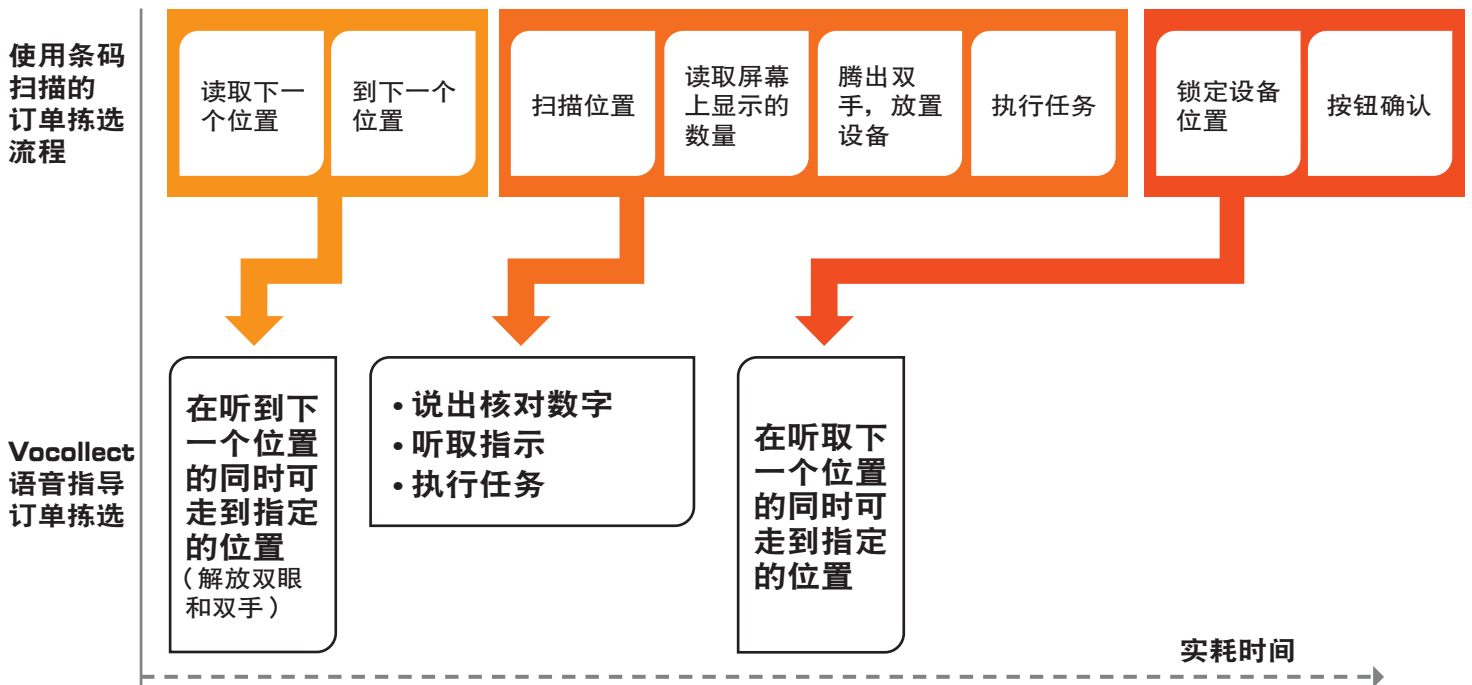 使用条码
扫描的
订单拣选
流程
读取下一
个位置
到下一个
位置
扫描位置
读取屏幕
上显示的
数量
腾出双
手，放置
设备
执行任务
锁定设备
位置
按钮确认
Vocollect
语音指导
订单拣选
在听到下
一个位置
的同时可
走到指定
的位置
（解放双眼
和双手）
• 说出核对数字
• 听取指示
• 执行任务
在听取下
一个位置
的同时可
走到指定
的位置
实耗时间